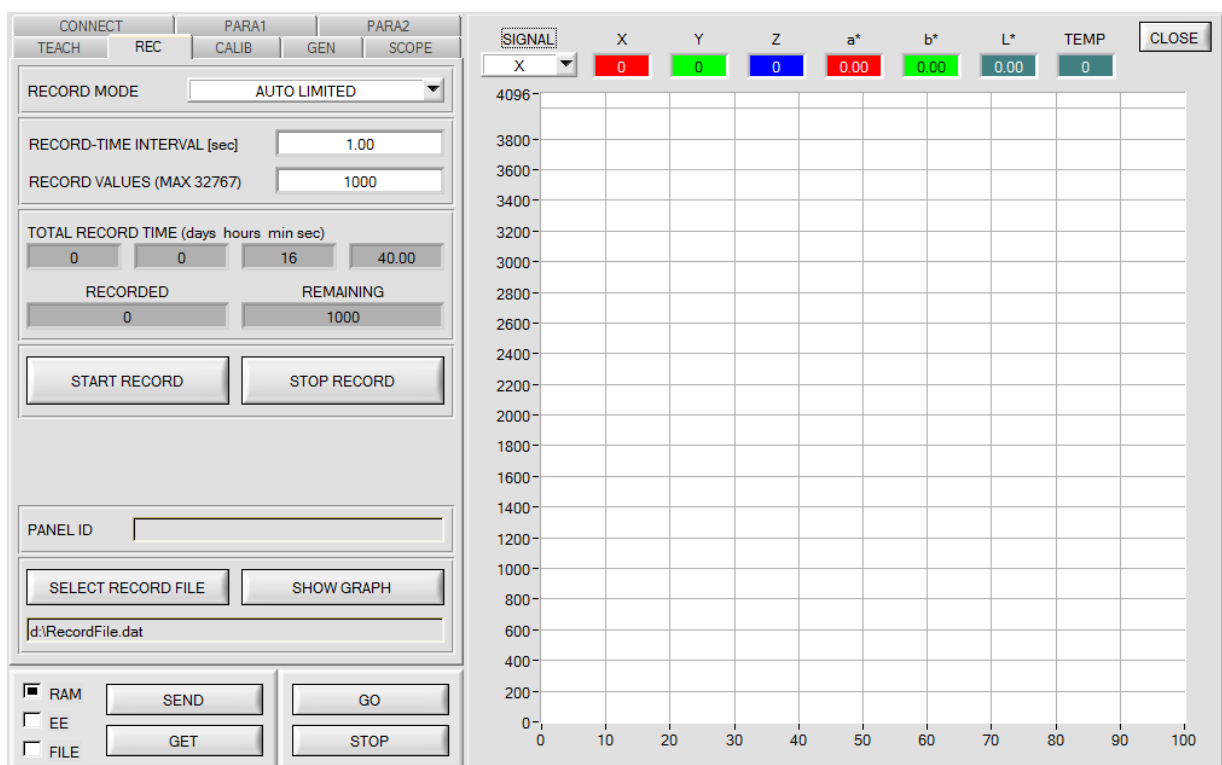 CONNECT PARA1 PARA2
TEACH REC CALIB GEN SCOPE
RECORD MODE AUTO LIMITED
RECORD-TIME INTERVAL [sec] 1.00
RECORD VALUES (MAX 32767) 1000
TOTAL RECORD TIME (days hours min sec)
0 0 16 40.00
RECORDED REMAINING
0 1000
START RECORD STOP RECORD
PANEL ID
SELECT RECORD FILE SHOW GRAPH
d:\RecordFile.dat
RAM
EE
FILE
SEND GO
GET STOP
SIGNAL X Y Z a* b* L* TEMP CLOSE
X 0 0 0 0.00 0.00 0.00 0
4096
3800
3600
3400
3200
3000
2800
2600
2400
2200
2000
1800
1600
1400
1200
1000
800
600
400
200
0
0 10 20 30 40 50 60 70 80 90 100